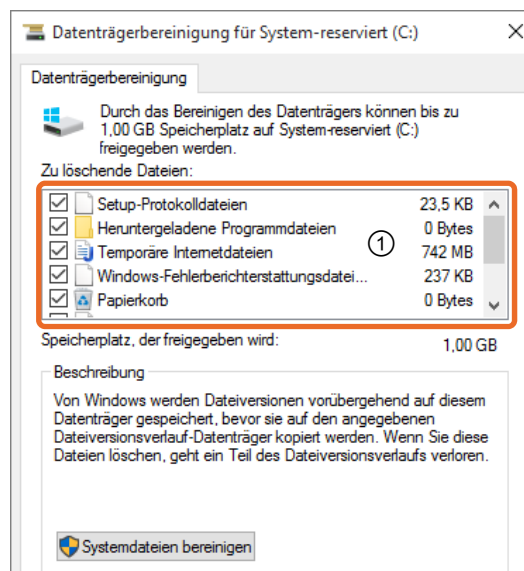 Datenträgerbereinigung für System-reserviert (C:)
Datenträgerbereinigung
Durch das Bereinigen des Datenträgers können bis zu
1,00 GB Speicherplatz auf System-reserviert (C:)
freigegeben werden.
Zu löschende Dateien:
Setup-Protokolldateien 23,5 KB
Heruntergeladene Programmdateien 0 Bytes
Temporäre Internetdateien 742 MB
Windows-Fehlerberichterstattungsdatei... 237 KB
Papierkorb 0 Bytes
1
Speicherplatz, der freigegeben wird: 1,00 GB
Beschreibung
Von Windows werden Dateiversionen vorübergehend auf diesem
Datenträger gespeichert, bevor sie auf den angegebenen
Dateiversionsverlauf-Datenträger kopiert werden. Wenn Sie diese
Dateien löschen, geht ein Teil des Dateiversionsverlaufs verloren.
Systemdateien bereinigen